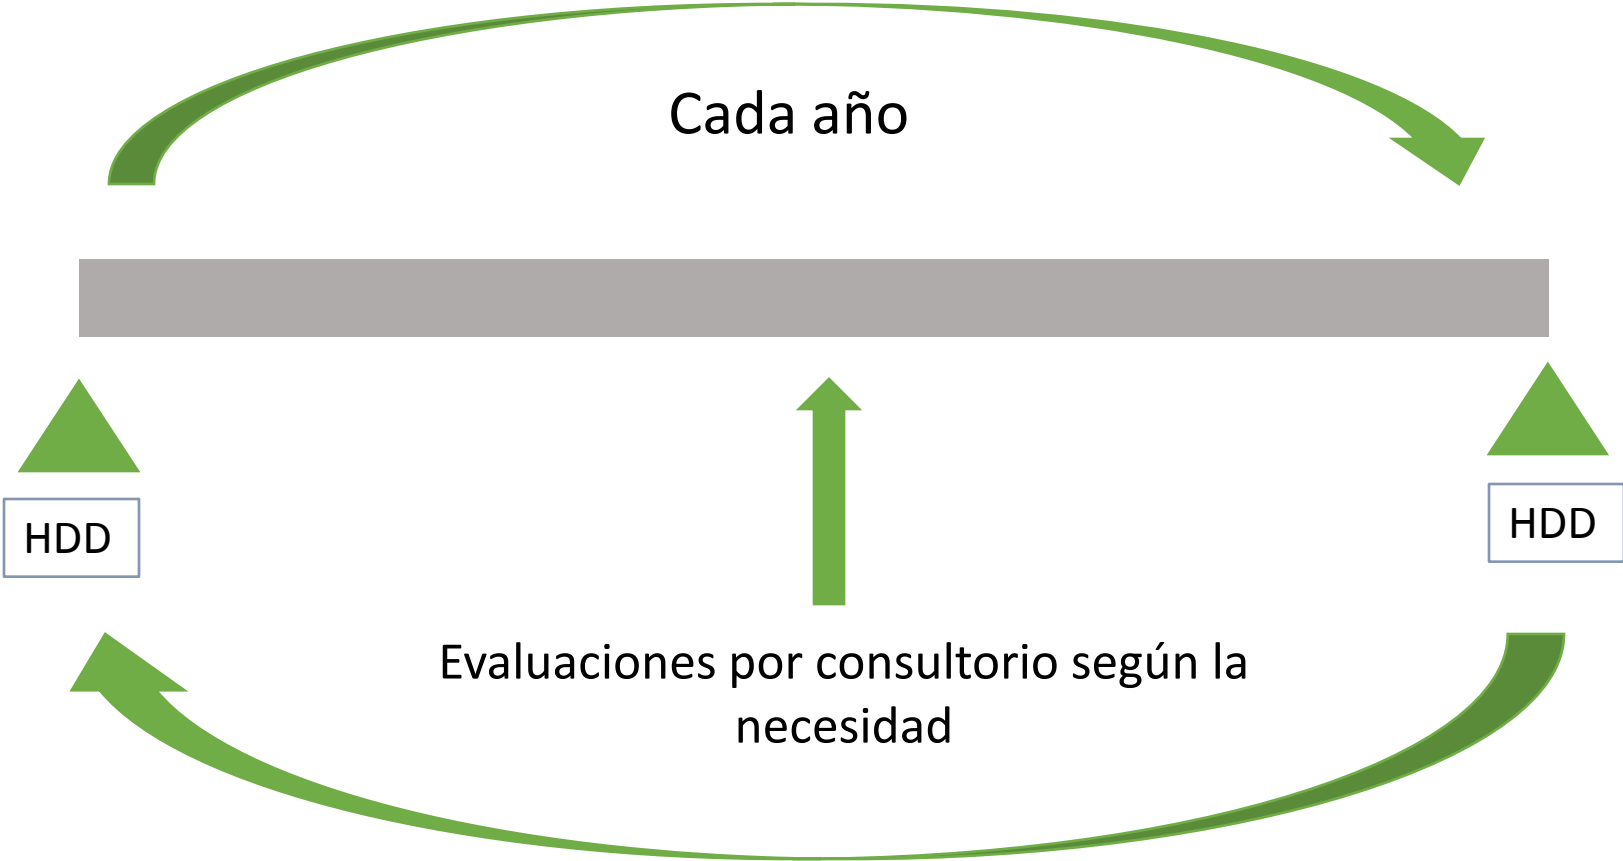 Cada año
HDD
HDD
Evaluaciones por consultorio según la
necesidad